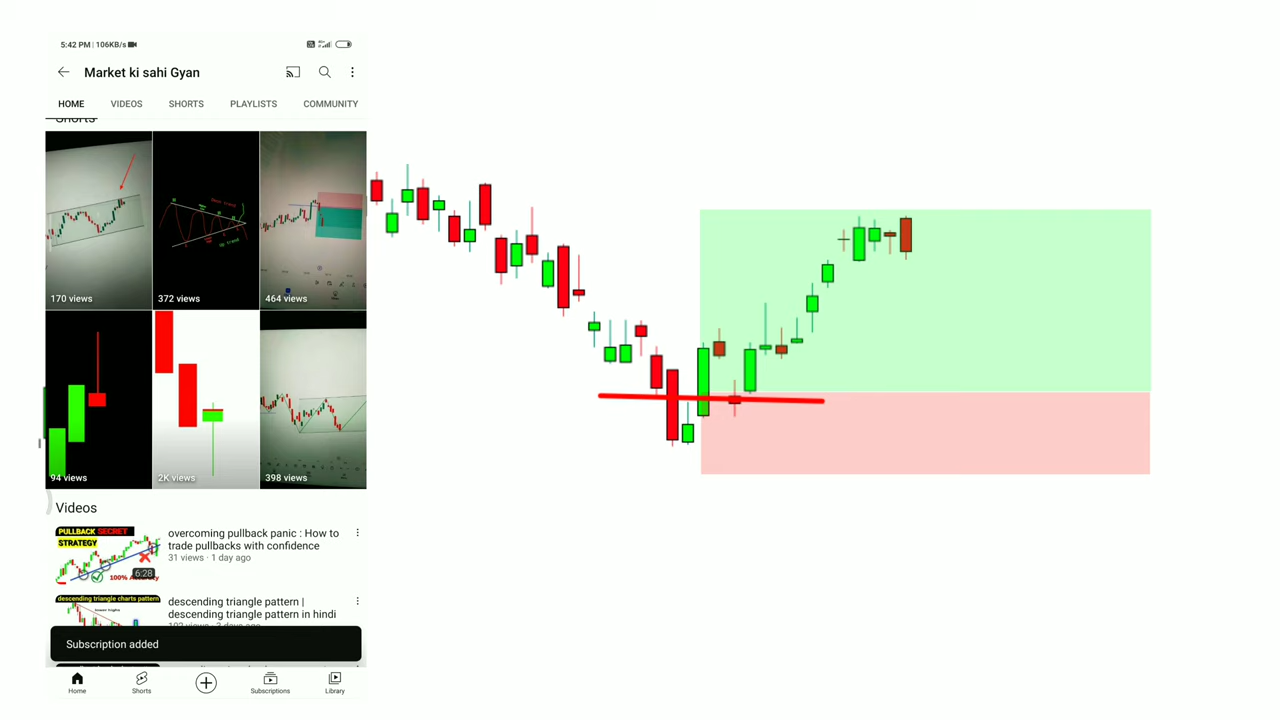 5:42 PM | 106KB/s
Market ki sahi Gyan
HOME VIDEOS SHORTS PLAYLISTS COMMUNITY
Shorts
170 views
372 views
464 views
94 views
2K views
398 views
Videos
PULLBACK SECRET
STRATEGY
6:28
overcoming pullback panic : How to
trade pullbacks with confidence
31 views · 1 day ago
descending triangle charts pattern
descending triangle pattern |
descending triangle pattern in hindi
Subscription added
Home Shorts Subscriptions Library